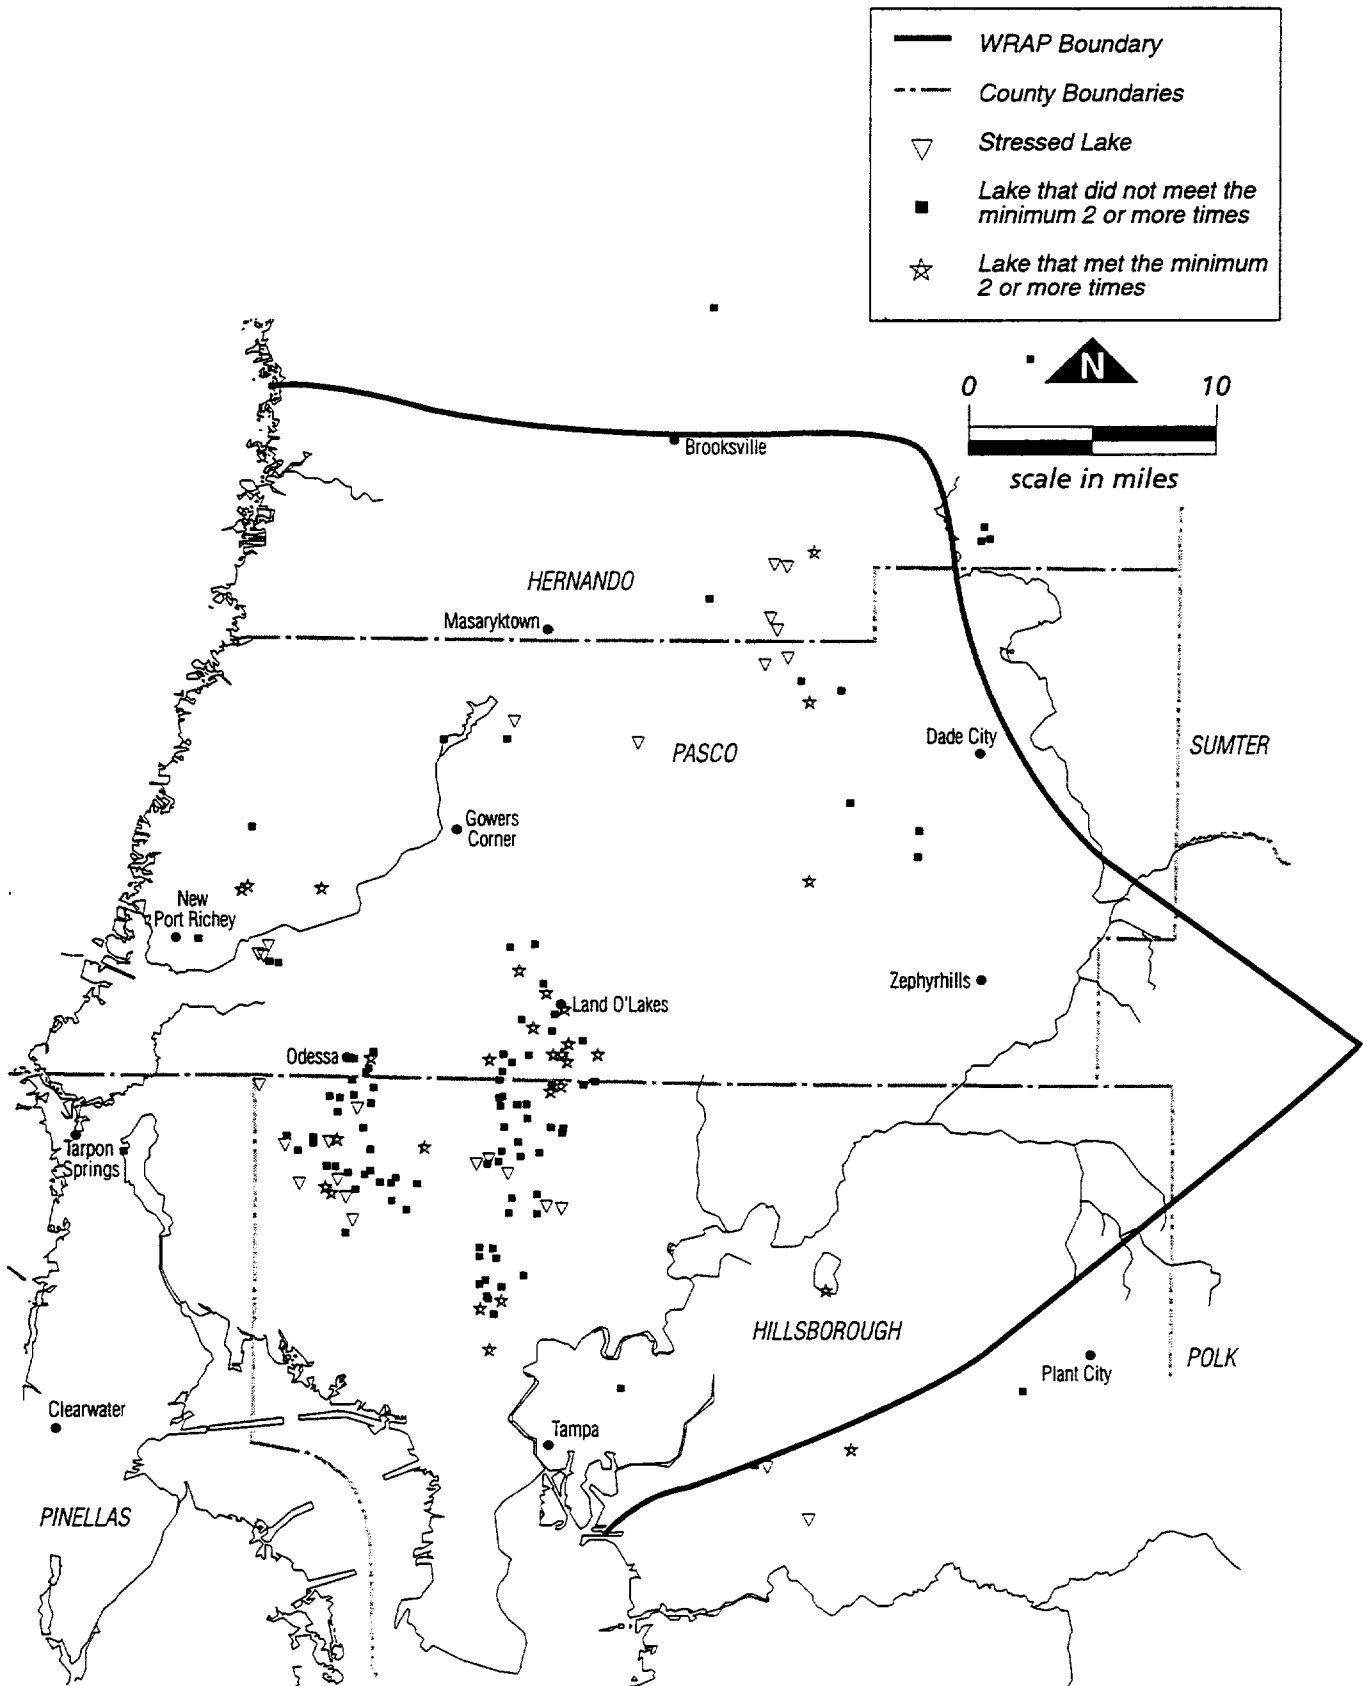 WRAP Boundary
County Boundaries
Stressed Lake
Lake that did not meet the
minimum 2 or more times
Lake that met the minimum
2 or more times
N
0 10
scale in miles
Brooksville
HERNANDO
Masaryktown
PASCO
Dade City
SUMTER
Gowers
Corner
New
Port Richey
Zephyrhills
Land O'Lakes
Odessa
Tarpon
Springs
HILLSBOROUGH
POLK
Plant City
Clearwater
Tampa
PINELLAS